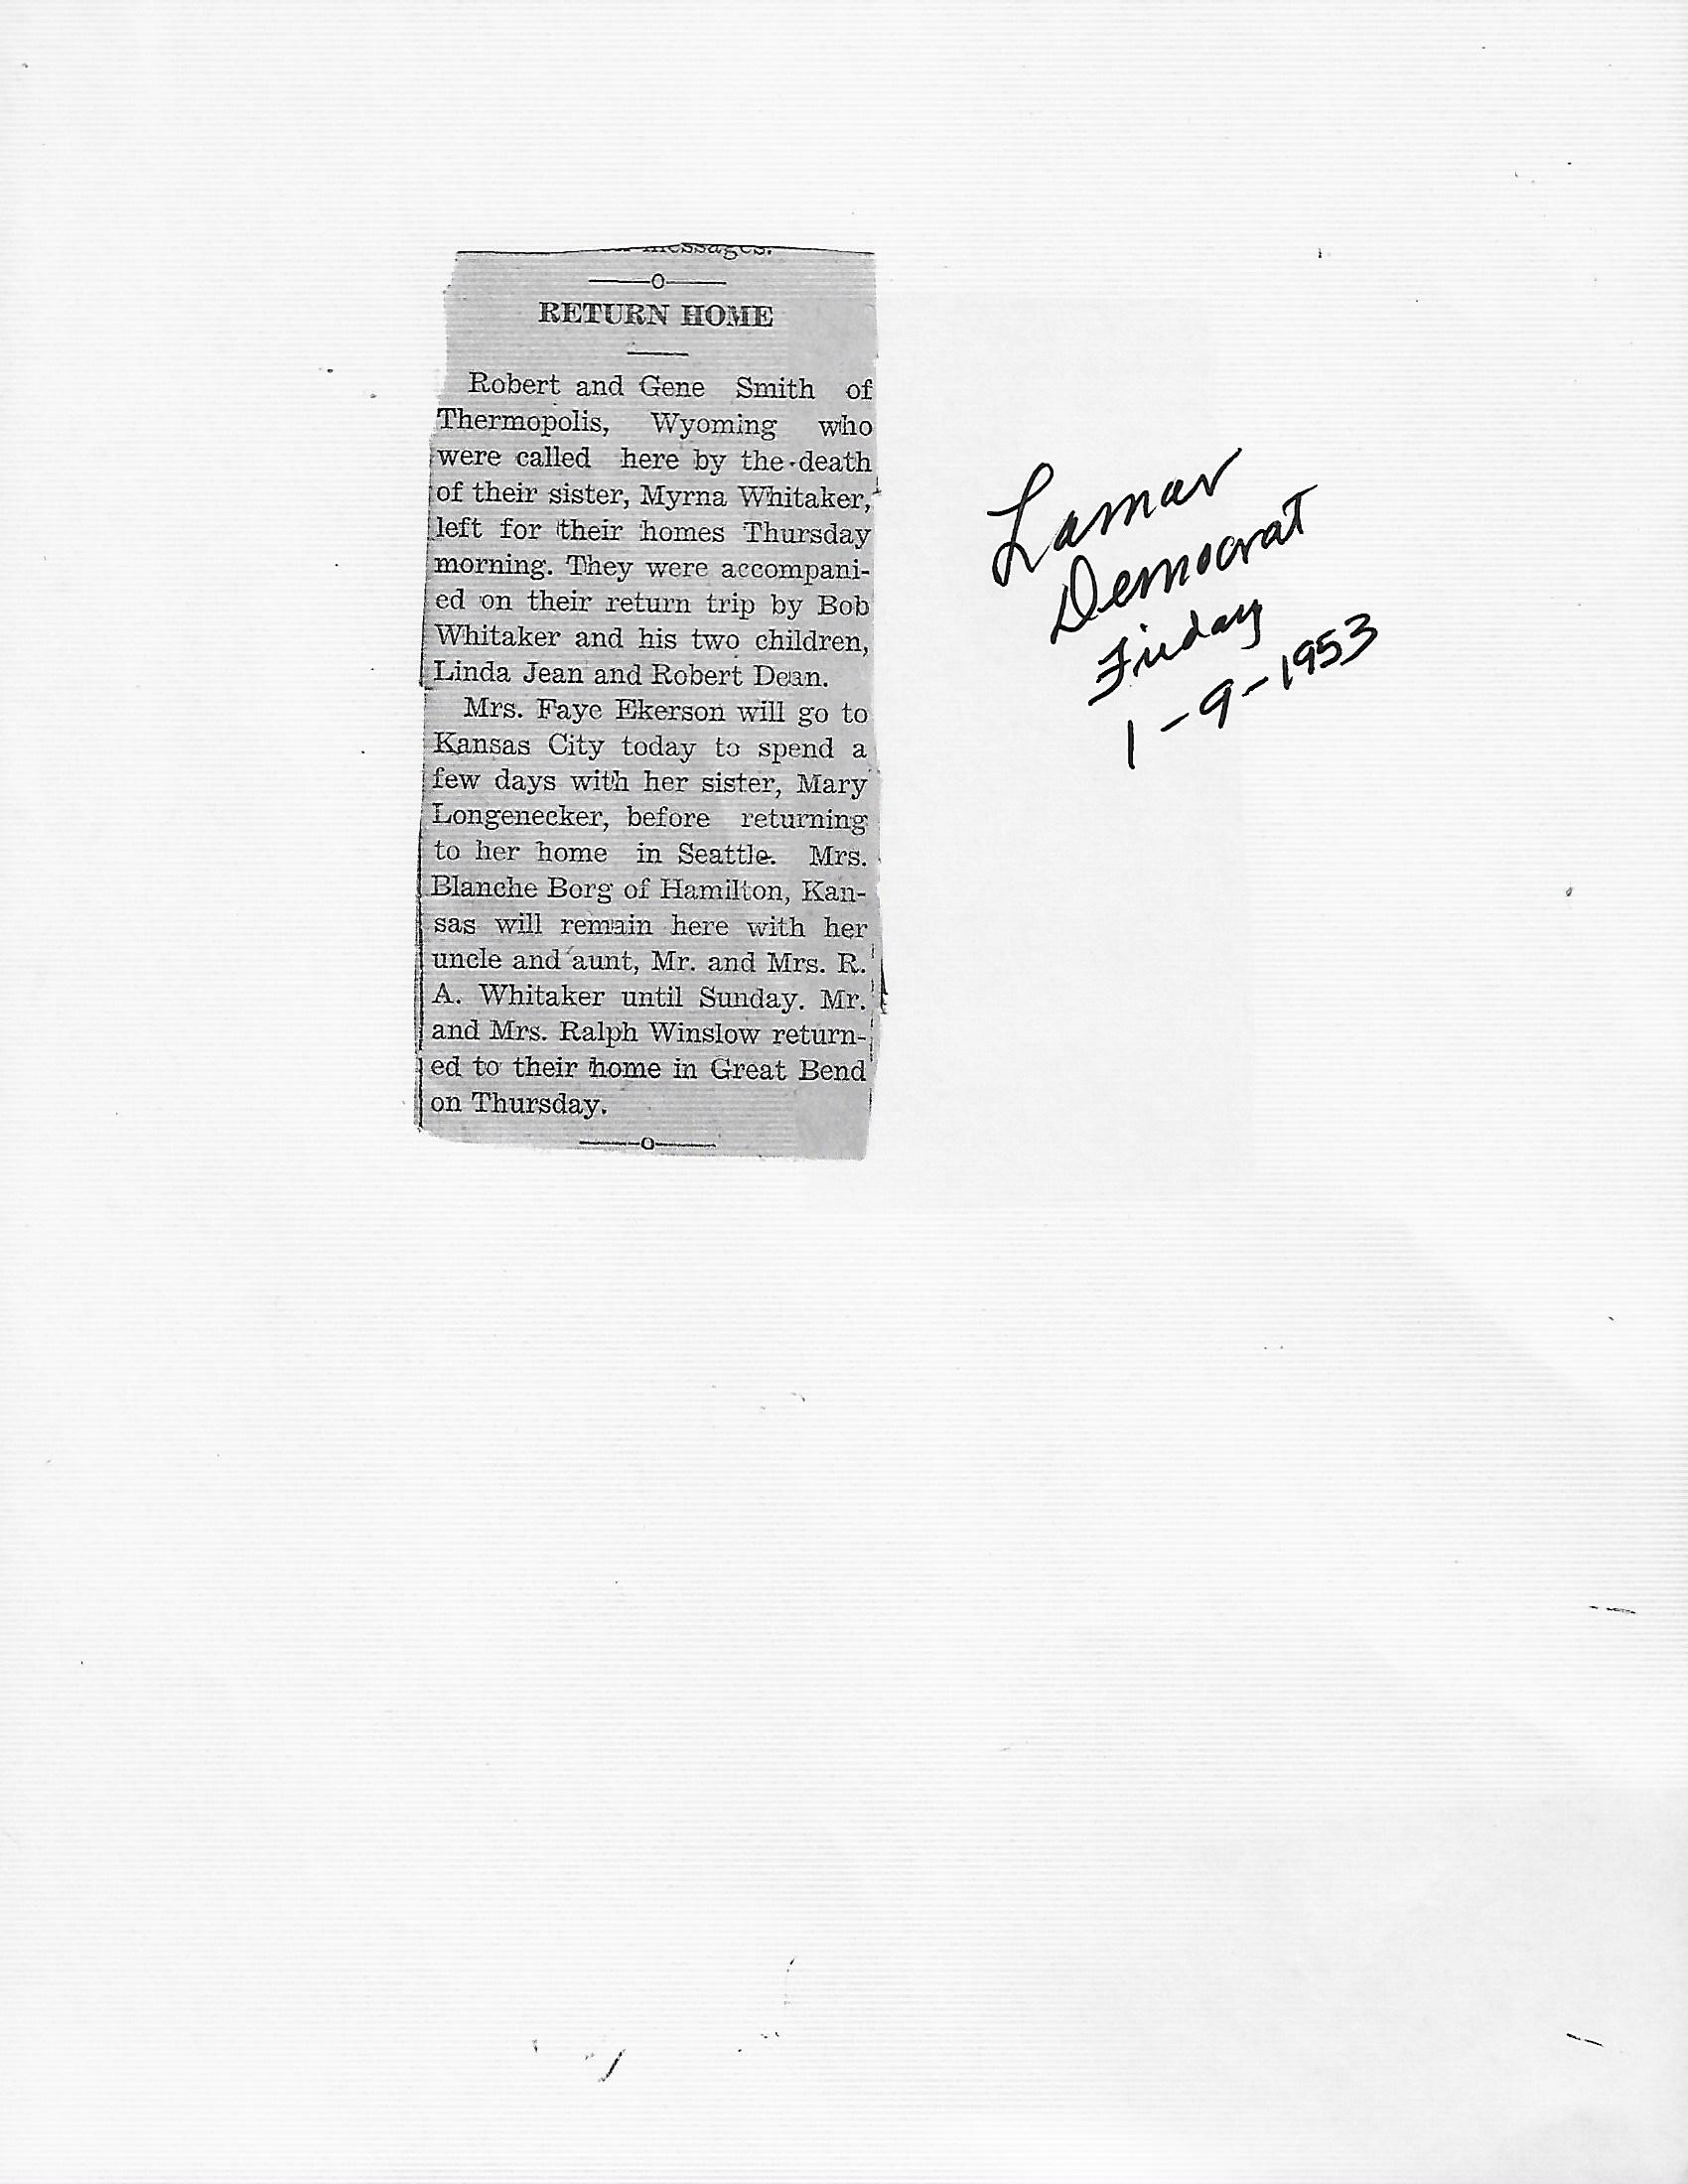 messages.
RETURN HOME
Robert and Gene Smith of
Thermopolis, Wyoming who
were called here by the death
of their sister, Myrna Whitaker,
left for their homes Thursday
morning. They were accompani-
ed on their return trip by Bob
Whitaker and his two children,
Linda Jean and Robert Dean.
Mrs. Faye Ekerson will go to
Kansas City today to spend a
few days with her sister, Mary
Longenecker, before returning
to her home in Seattle. Mrs.
Blanche Borg of Hamilton, Kan-
sas will remain here with her
uncle and aunt, Mr. and Mrs. R.
A. Whitaker until Sunday. Mr.
and Mrs. Ralph Winslow return-
ed to their home in Great Bend
on Thursday.
Lamar
Democrat
Friday
1-9-1953